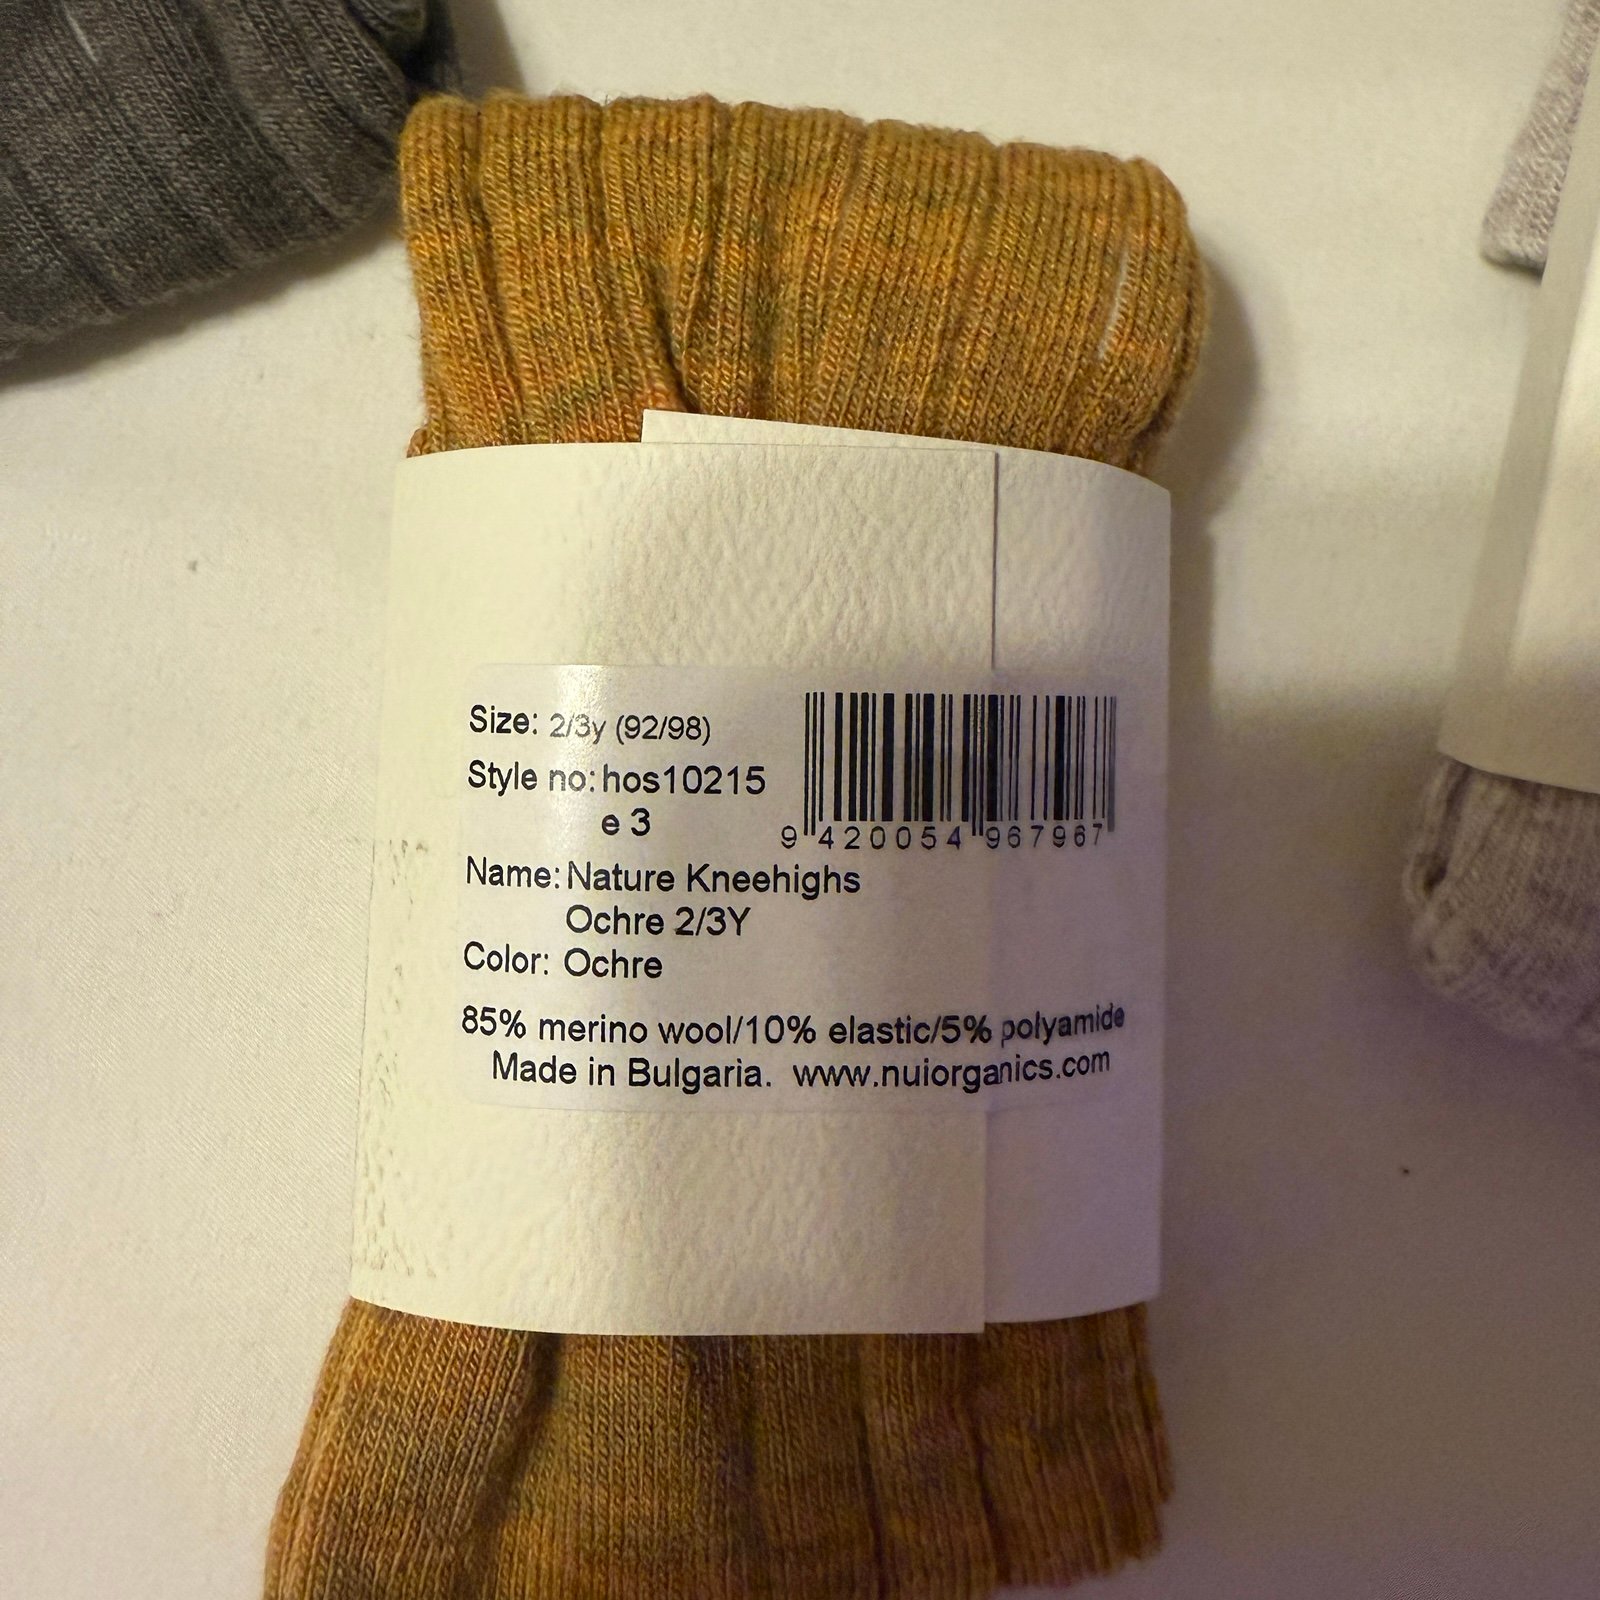 Size: 2/3y (92/98)
Style no: hos10215
e 3
9 420054 967967
Name: Nature Kneehighs
Ochre 2/3Y
Color: Ochre
85% merino wool/10% elastic/5% polyamide
Made in Bulgaria. www.nuiorganics.com